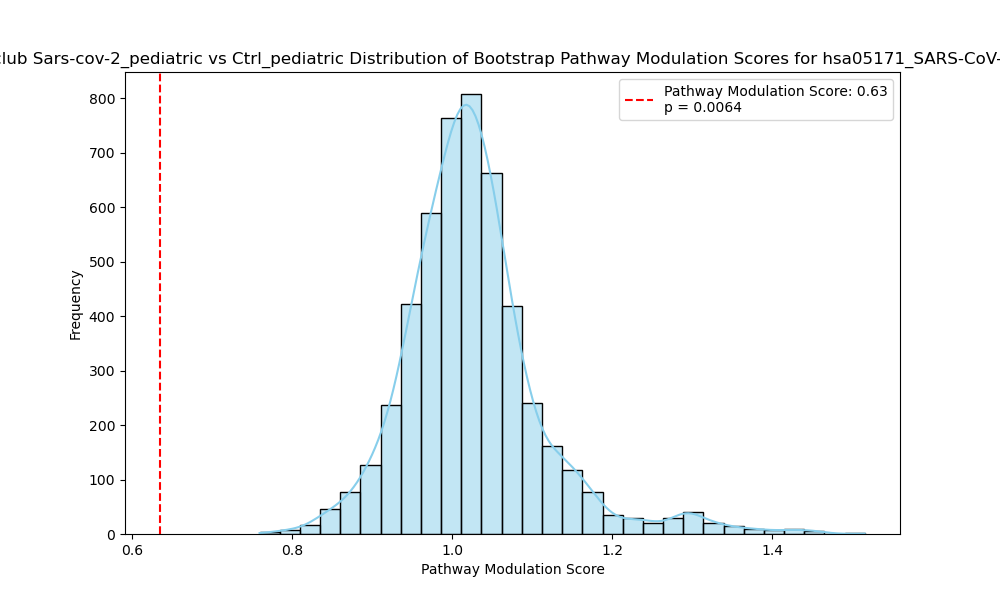 Sars-cov-2_pediatric vs Ctrl_pediatric Distribution of Bootstrap Pathway Modulation Scores for hsa05171_SARS-CoV-
Pathway Modulation Score: 0.63
p = 0.0064
800
700
600
500
400
300
200
100
0
Frequency
0.6 0.8 1.0 1.2 1.4
Pathway Modulation Score